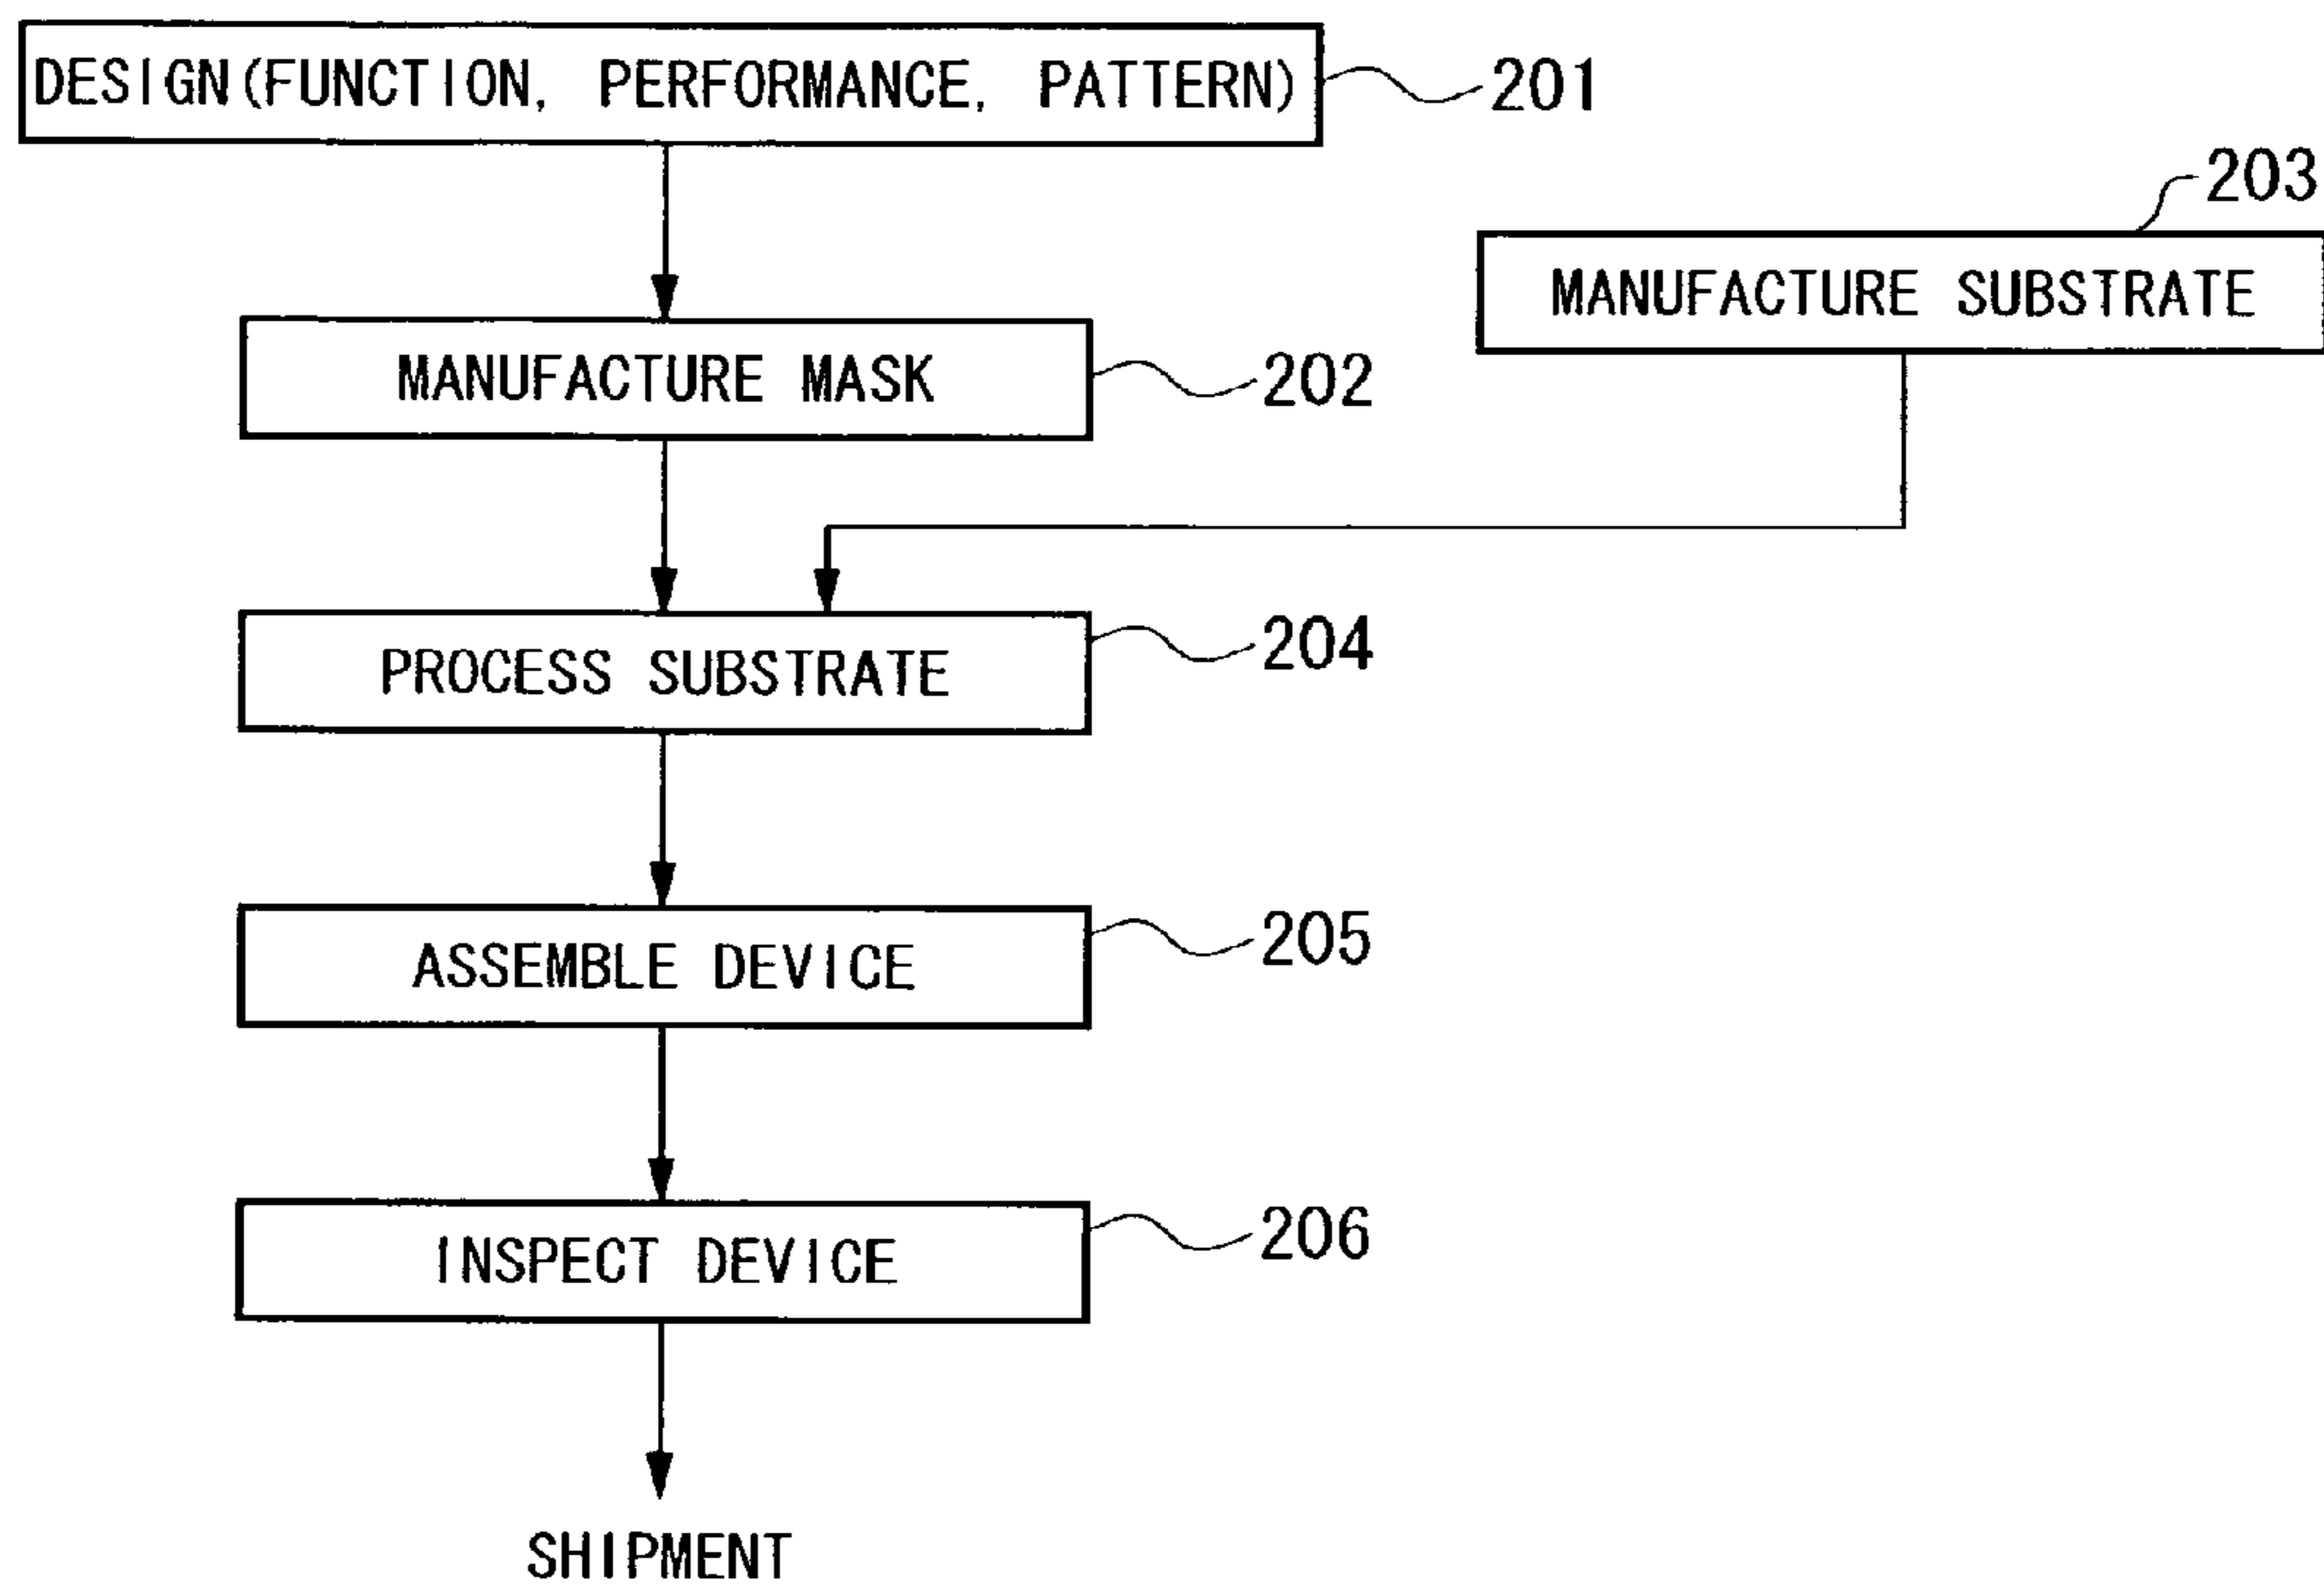 DESIGN(FUNCTION, PERFORMANCE, PATTERN)
201
203
MANUFACTURE SUBSTRATE
MANUFACTURE MASK
202
PROCESS SUBSTRATE
204
ASSEMBLE DEVICE
205
INSPECT DEVICE
206
SHIPMENT